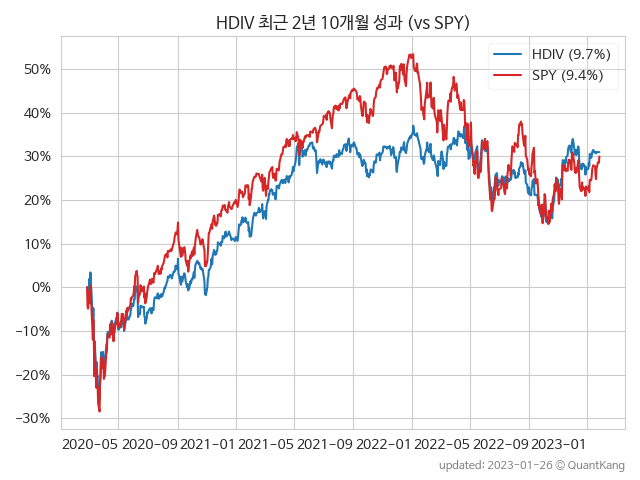 HDIV 최근 2년 10개월 성과 (vs SPY)
HDIV (9.7%)
SPY (9.4%)
50%
40%
30%
20%
10%
0%
−10%
−20%
−30%
2020-05 2020-09 2021-01 2021-05 2021-09 2022-01 2022-05 2022-09 2023-01
updated: 2023-01-26 © QuantKang